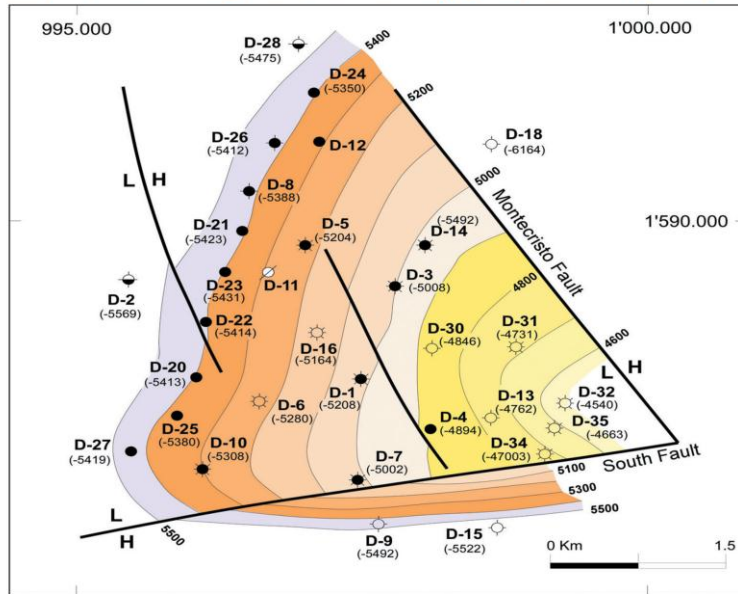 995.000
1'000.000
D-28
(-5475)
5400
D-24
(-5350)
5200
D-26
(-5412)
D-12
D-18
(-6164)
L H
5000
D-8
(-5388)
Montecristo Fault
D-21
(-5423)
D-5
(-5204)
(-5492)
D-14
1'590.000
D-2
(-5569)
D-23
(-5431)
D-11
D-3
(-5008)
4800
D-22
(-5414)
D-16
(-5164)
D-30
(-4846)
D-31
(-4731)
4600
D-20
(-5413)
L H
D-6
(-5280)
D-1
(-5208)
D-13
(-4762)
D-32
(-4540)
D-25
(-5380)
D-4
(-4894)
D-35
(-4663)
D-27
(-5419)
D-10
(-5308)
D-7
(-5002)
D-34
(-47003)
South Fault
5100
5300
5500
L
H
5500
D-9
(-5492)
D-15
(-5522)
0 Km
1.5